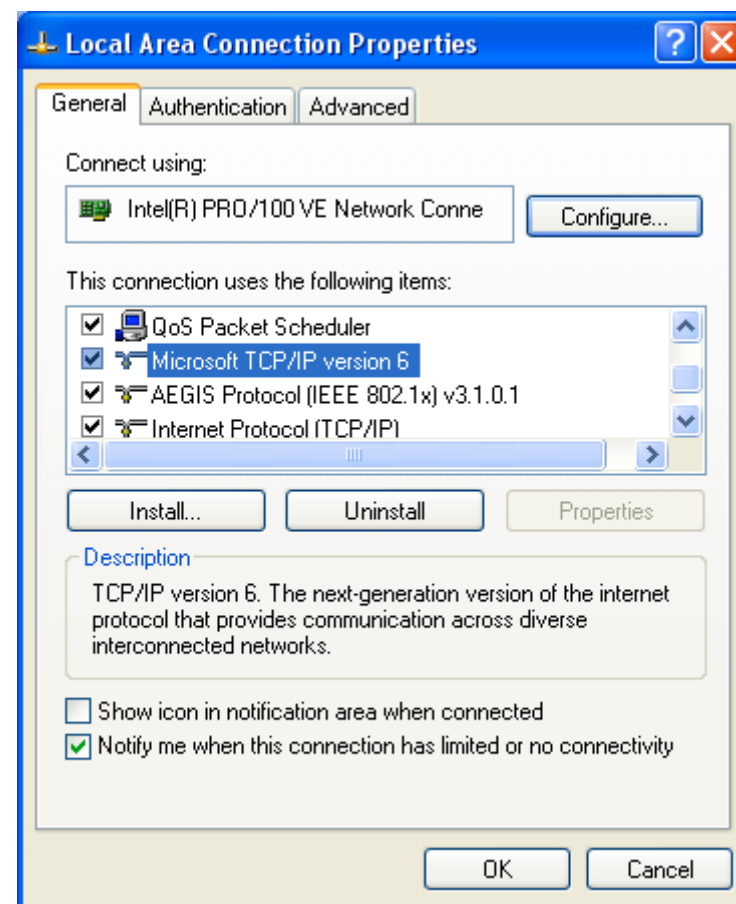 Local Area Connection Properties
General Authentication Advanced
Connect using:
Intel(R) PRO/100 VE Network Conne
Configure...
This connection uses the following items:
QoS Packet Scheduler
Microsoft TCP/IP version 6
AEGIS Protocol (IEEE 802.1x) v3.1.0.1
Internet Protocol (TCP/IP)
Install... Uninstall Properties
Description
TCP/IP version 6. The next-generation version of the internet
protocol that provides communication across diverse
interconnected networks.
Show icon in notification area when connected
Notify me when this connection has limited or no connectivity
OK Cancel